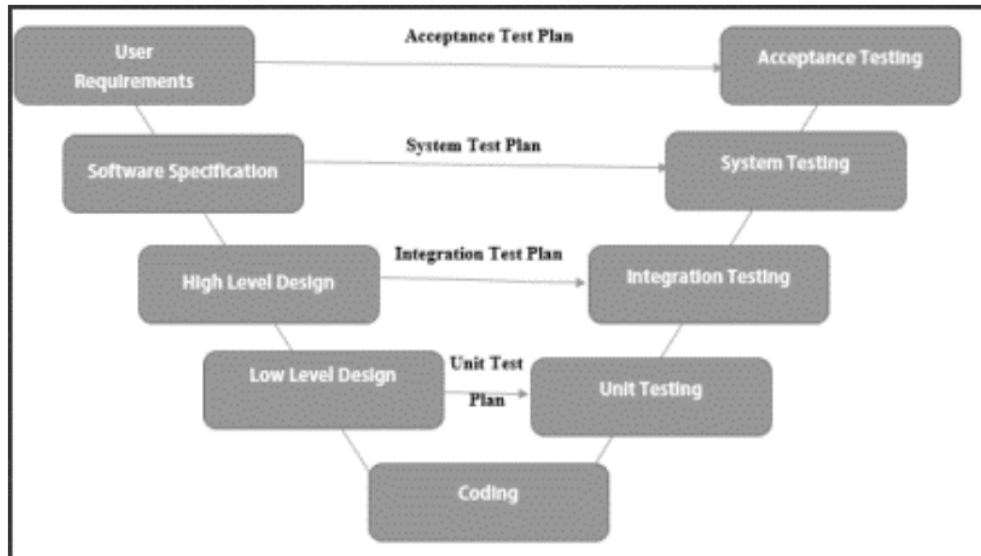 User
Requirements
Acceptance Test Plan
Acceptance Testing
Software Specification
System Test Plan
System Testing
High Level Design
Integration Test Plan
Integration Testing
Low Level Design
Unit Test
Plan
Unit Testing
Coding